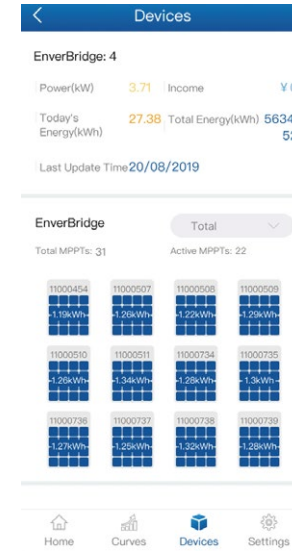 Devices
EnverBridge: 4
Power(kW) 3.71 Income ¥
Today's Energy(kWh) 27.38 Total Energy(kWh) 5634
Last Update Time 20/08/2019
EnverBridge Total
Total MPPTs: 31 Active MPPTs: 22
11000454 11000507 11000508 11000509
1.19kWh 1.26kWh 1.22kWh 1.29kWh
11000510 11000511 11000734 11000735
1.26kWh 1.34kWh 1.28kWh 1.3kWh
11000736 11000737 11000738 11000739
1.27kWh 1.25kWh 1.32kWh 1.28kWh
Home Curves Devices Settings